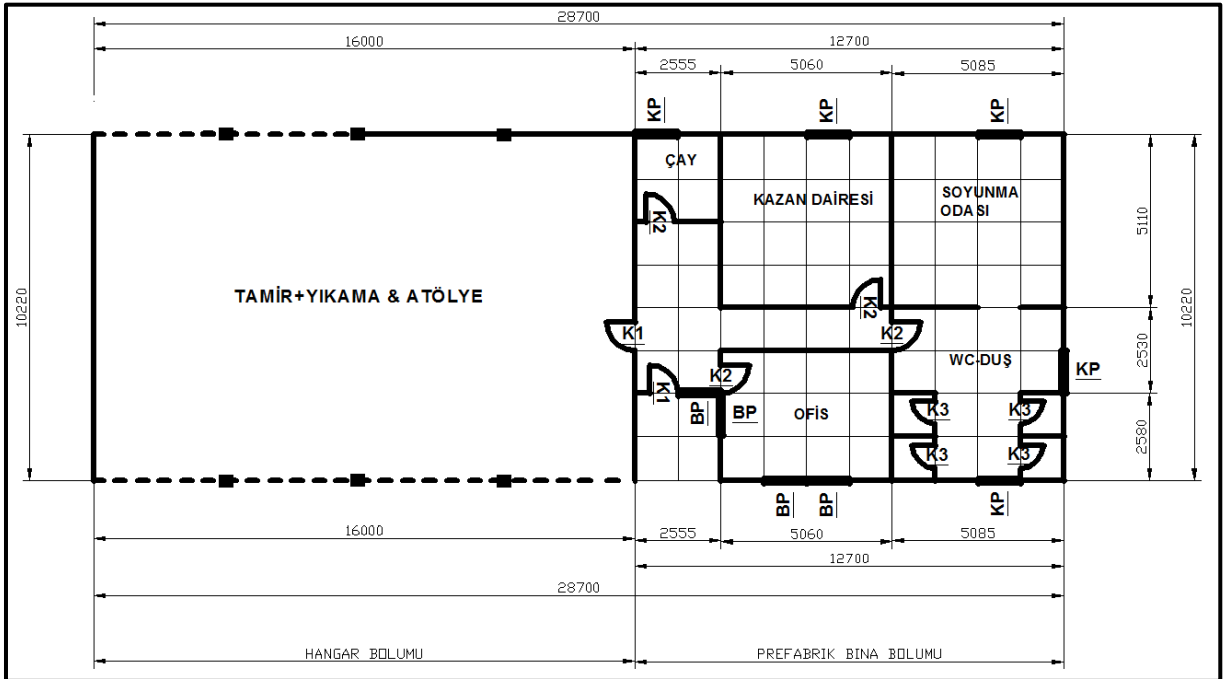 28700
16000
12700
2555
5060
5085
KP
KP
KP
ÇAY
KAZAN DAİRESİ
SOYUNMA
ODASI
K2
5110
10220
10220
TAMİR+YIKAMA & ATÖLYE
K2
K1
K2
2530
WC-DUŞ
KP
K2
K1
BP
BP
OFİS
K3
K3
2580
K3
K3
BP
BP
KP
16000
2555
5060
5085
12700
28700
HANGAR BOLUMU
PREFABRIK BINA BOLUMU